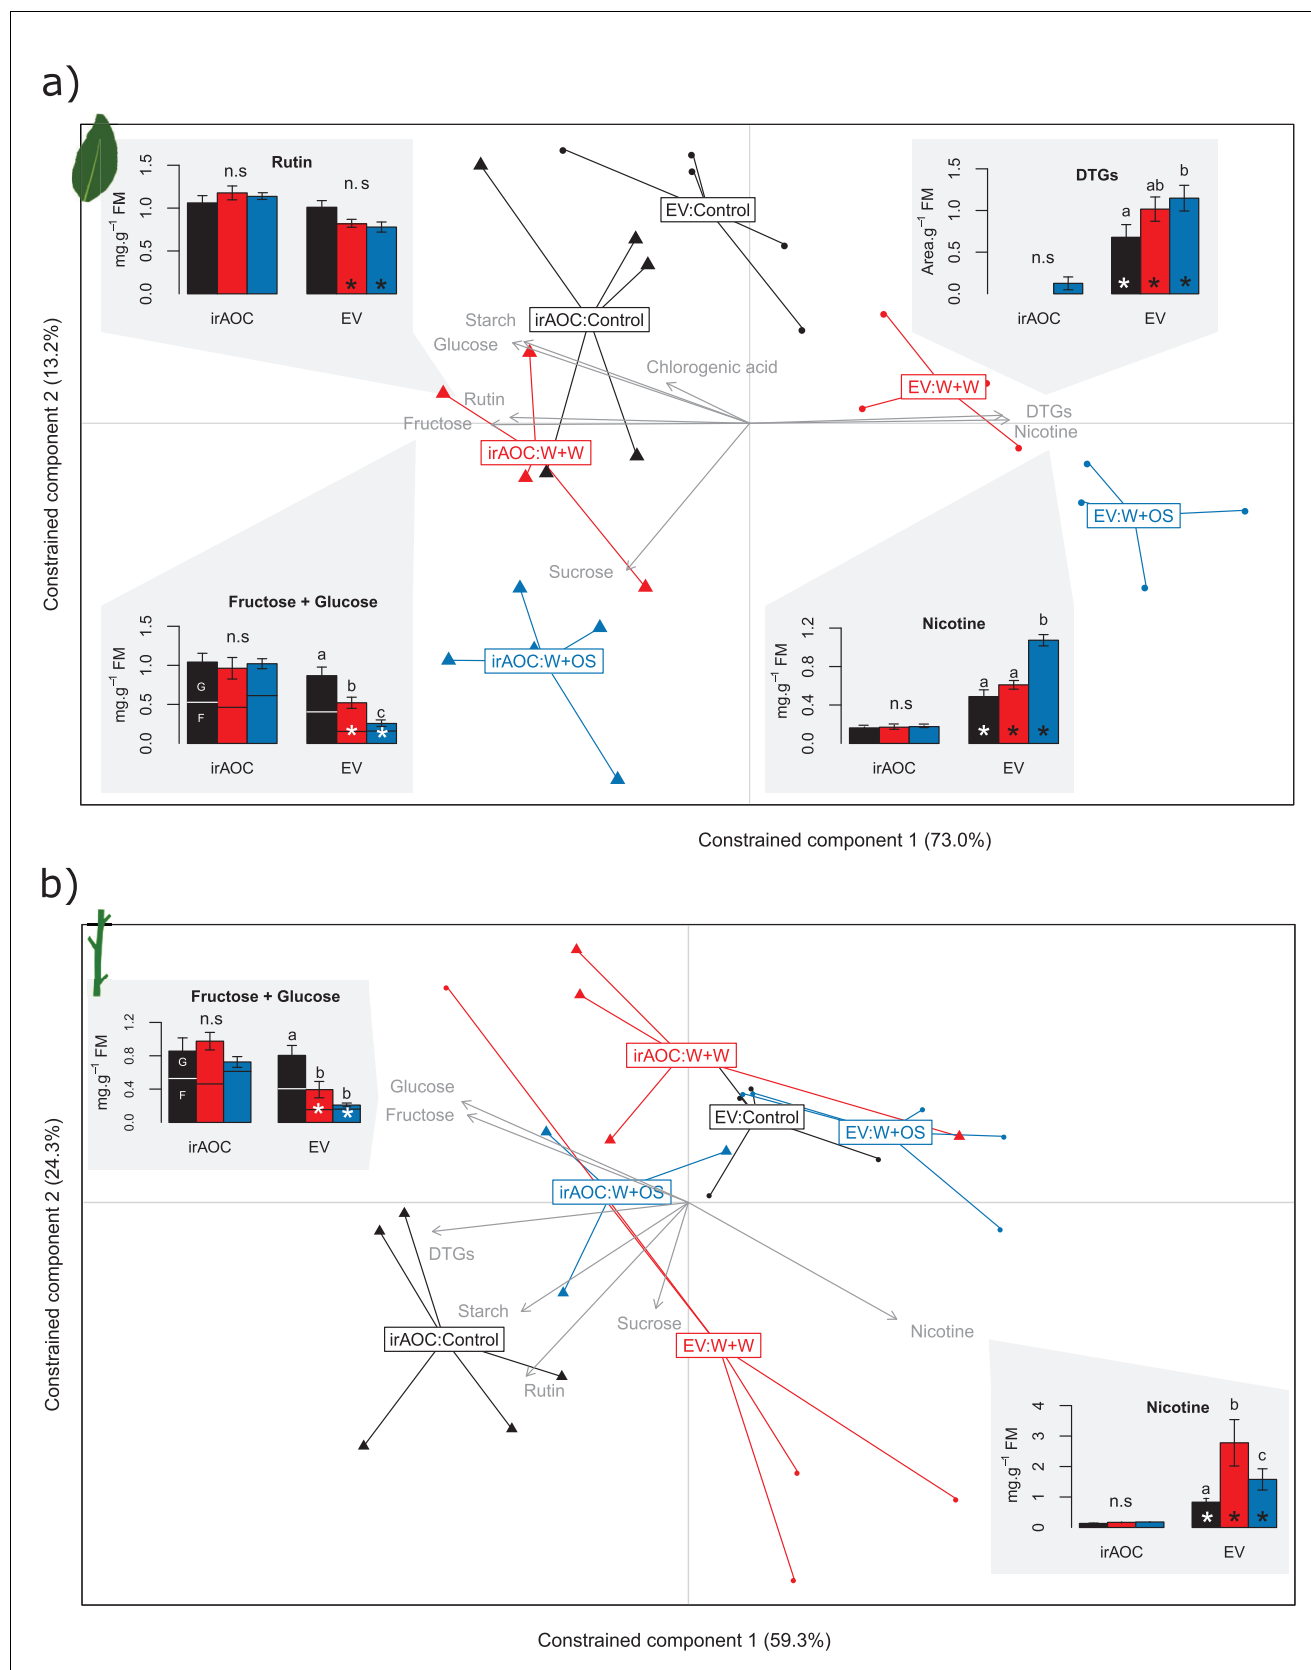 a)
Rutin
n.s
n.s
mg.g⁻¹ FM
0.0 0.5 1.0 1.5
* *
irAOC EV
DTGs
n.s
a ab b
Area.g⁻¹ FM
0.0 0.5 1.0 1.5
* * *
irAOC EV
EV:Control
irAOC:Control
Starch
Glucose
Chlorogenic acid
EV:W+W
Rutin
DTGs
Fructose
Nicotine
irAOC:W+W
EV:W+OS
Sucrose
irAOC:W+OS
Fructose + Glucose
n.s
a b c
mg.g⁻¹ FM
0.0 0.5 1.0 1.5
G
F
* *
irAOC EV
Nicotine
n.s
a a b
mg.g⁻¹ FM
0.0 0.4 0.8 1.2
* * *
irAOC EV
Constrained component 2 (13.2%)
Constrained component 1 (73.0%)
b)
Fructose + Glucose
n.s
a b b
mg.g⁻¹ FM
0.0 0.4 0.8 1.2
G
F
* *
irAOC EV
irAOC:W+W
Glucose
Fructose
EV:Control
EV:W+OS
irAOC:W+OS
DTGs
Starch
Sucrose
Nicotine
irAOC:Control
EV:W+W
Rutin
Nicotine
n.s
a b c
mg.g⁻¹ FM
0 1 2 3 4
* * *
irAOC EV
Constrained component 2 (24.3%)
Constrained component 1 (59.3%)